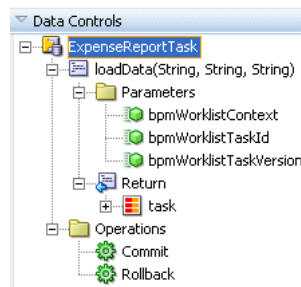 Data Controls
ExpenseReportTask
loadData(String, String, String)
Parameters
bpmWorklistContext
bpmWorklistTaskId
bpmWorklistTaskVersion
Return
task
Operations
Commit
Rollback